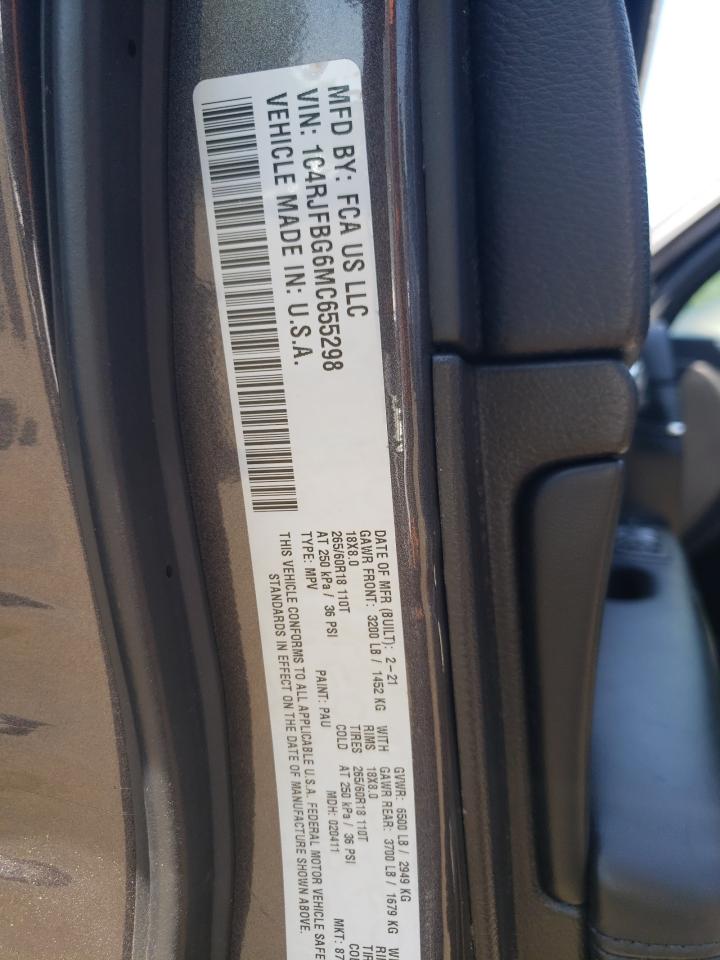 MFD BY: FCA US LLC
VIN: 1C4RJFBG6MC655298
VEHICLE MADE IN: U.S.A.
DATE OF MFR (BUILT): 2-21 GVWR: 6500 LB / 2949 KG
GAWR FRONT: 3200 LB / 1452 KG WITH GAWR REAR: 3700 LB / 1679 KG
18X8.0 RIMS 18X8.0
265/60R18 110T TIRES 265/60R18 110T
AT 250 kPa / 36 PSI COLD AT 250 kPa / 36 PSI
TYPE: MPV PAINT: PAU MDH: 020411 MKT: 87
THIS VEHICLE CONFORMS TO ALL APPLICABLE U.S.A. FEDERAL MOTOR VEHICLE SAFE
STANDARDS IN EFFECT ON THE DATE OF MANUFACTURE SHOWN ABOVE.